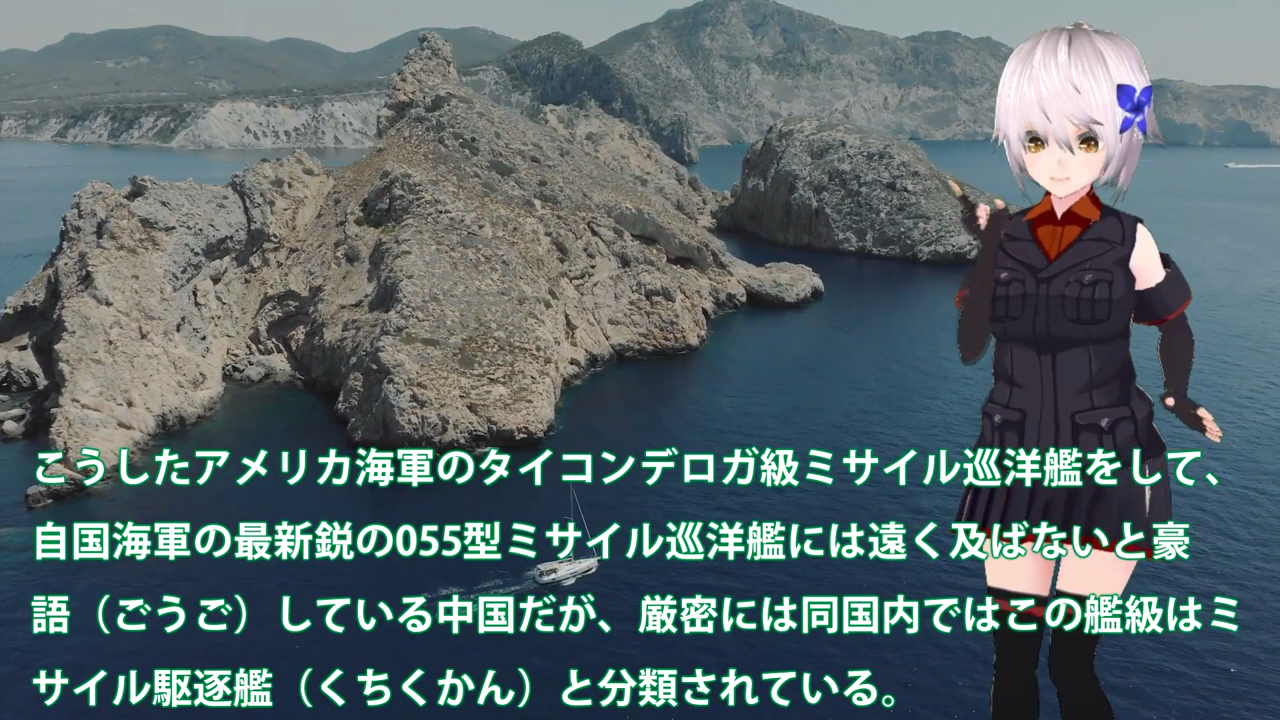 こうしたアメリカ海軍のタイコンデロガ級ミサイル巡洋艦をして、
自国海軍の最新鋭の055型ミサイル巡洋艦には遠く及ばないと豪
語（ごうご）している中国だが、厳密には同国内ではこの艦級はミ
サイル駆逐艦（くちくかん）と分類されている。